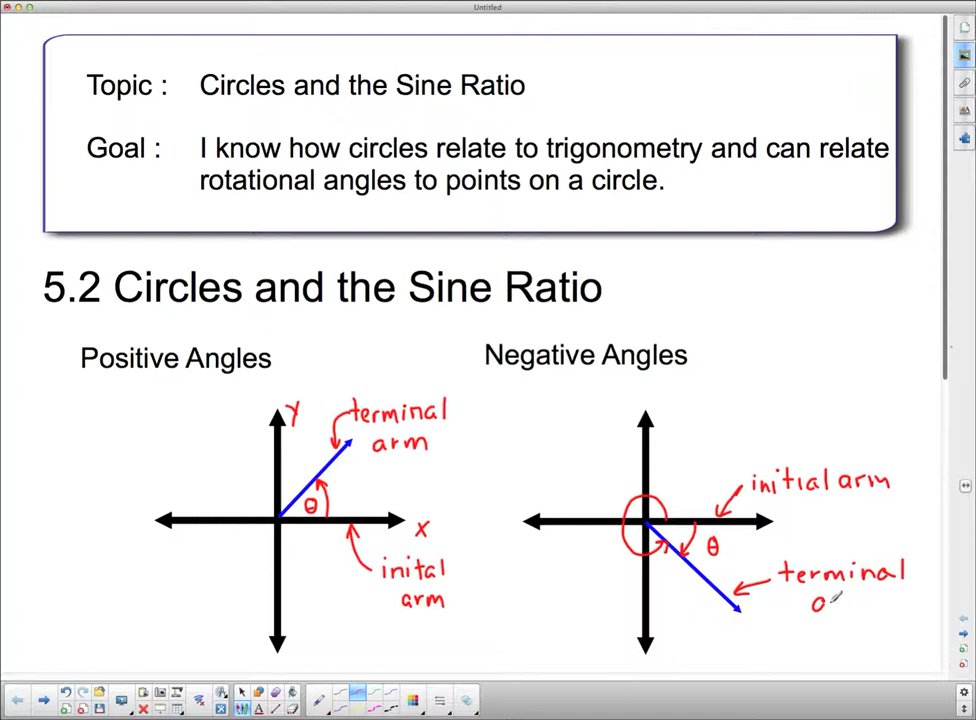 Untitled
Topic : Circles and the Sine Ratio
Goal : I know how circles relate to trigonometry and can relate
rotational angles to points on a circle.
5.2 Circles and the Sine Ratio
Positive Angles
Negative Angles
Y
terminal
arm
θ
X
inital
arm
initial arm
θ
terminal
a